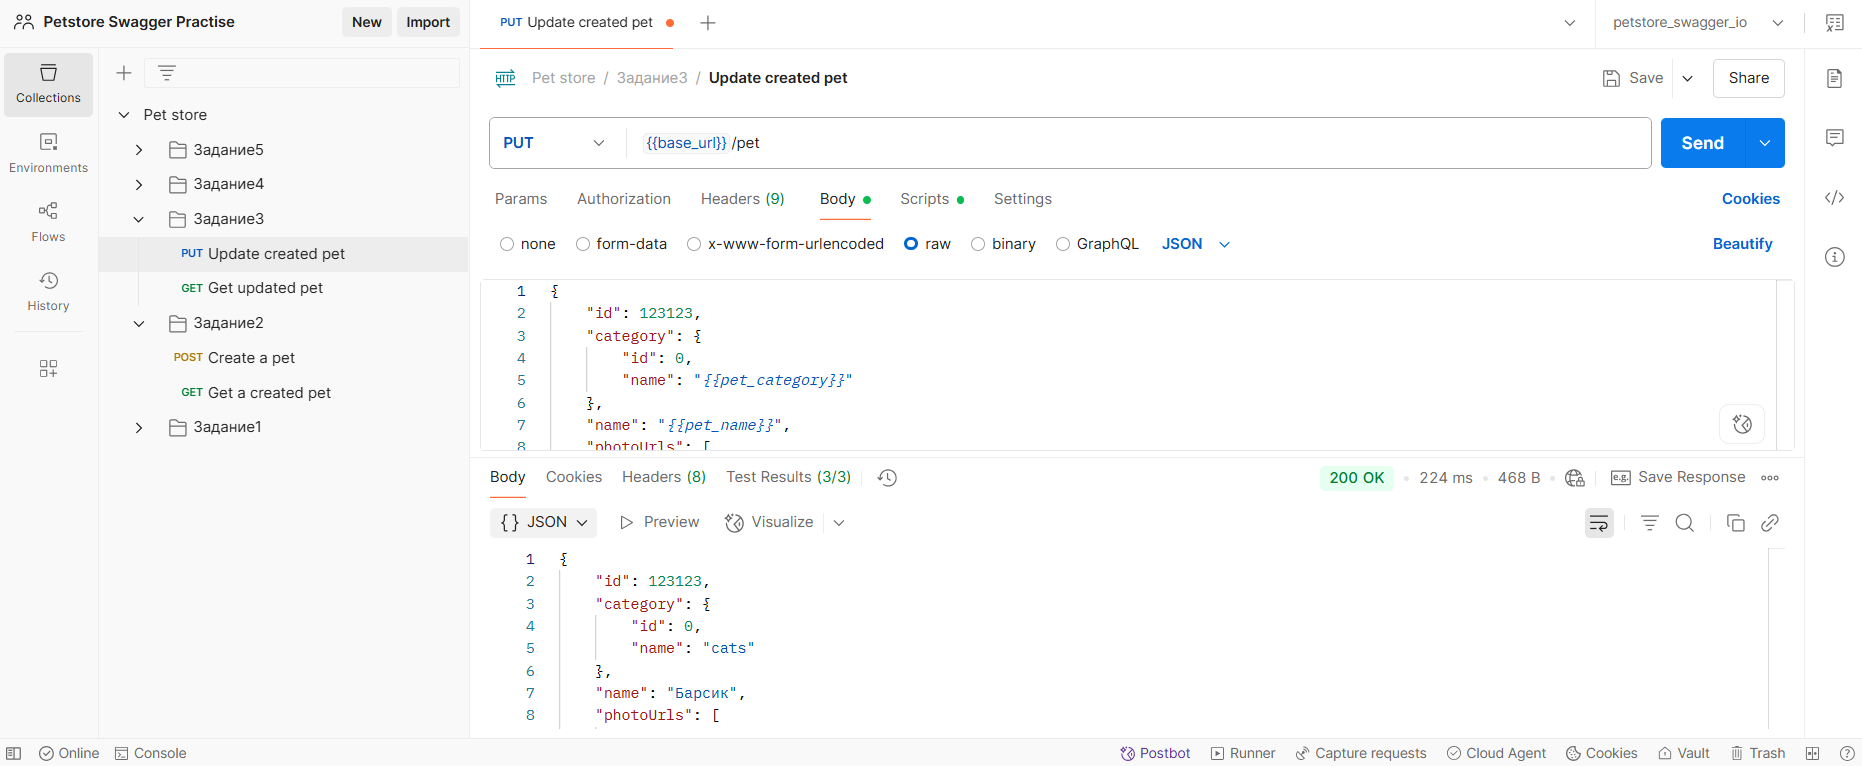 Petstore Swagger Practise
New
Import
PUT Update created pet
petstore_swagger_io
Collections
Environments
Flows
History
Pet store
Задание5
Задание4
Задание3
PUT Update created pet
GET Get updated pet
Задание2
POST Create a pet
GET Get a created pet
Задание1
HTTP Pet store / Задание3 / Update created pet
Save
Share
PUT
{{base_url}} /pet
Send
Params Authorization Headers (9) Body Scripts Settings
Cookies
none form-data x-www-form-urlencoded raw binary GraphQL JSON
Beautify
1 {
2 "id": 123123,
3 "category": {
4 "id": 0,
5 "name": "{{pet_category}}"
6 },
7 "name": "{{pet_name}}",
8 "photoUrls": [
Body Cookies Headers (8) Test Results (3/3)
200 OK • 224 ms • 468 B
e.g. Save Response
{} JSON Preview Visualize
1 {
2 "id": 123123,
3 "category": {
4 "id": 0,
5 "name": "cats"
6 },
7 "name": "Барсик",
8 "photoUrls": [
Online Console
Postbot Runner Capture requests Cloud Agent Cookies Vault Trash